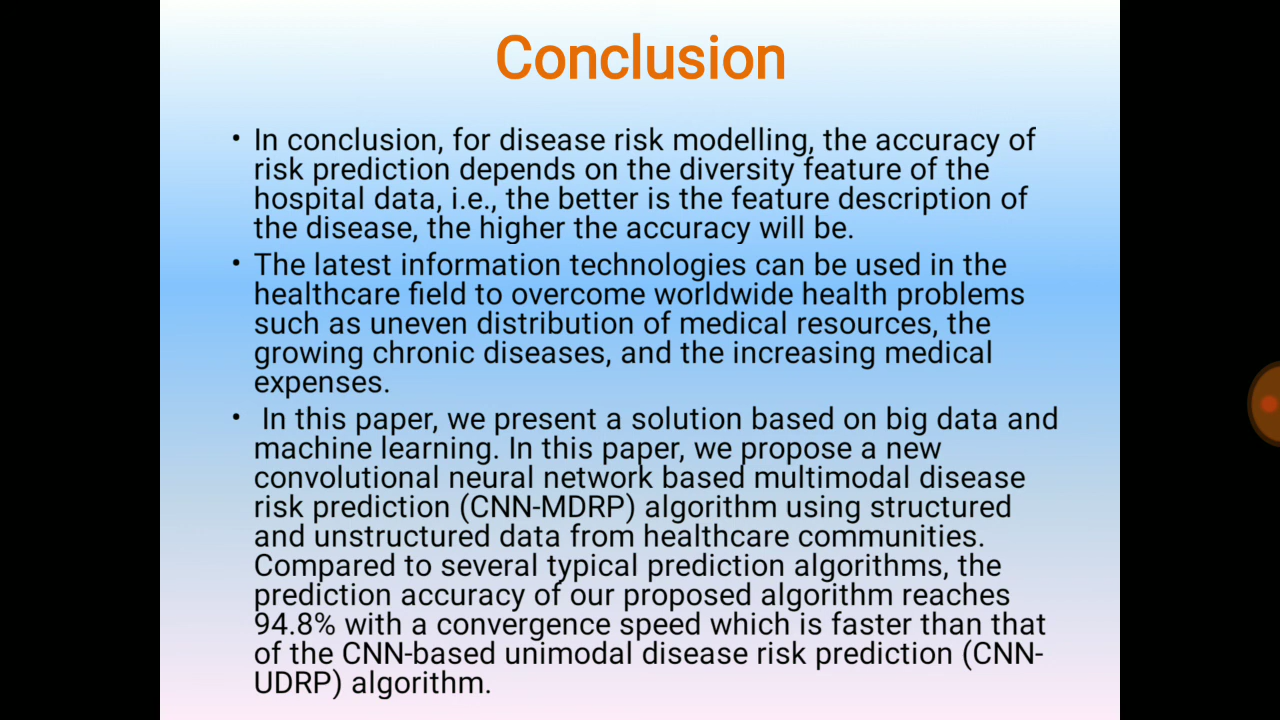 Conclusion
• In conclusion, for disease risk modelling, the accuracy of
risk prediction depends on the diversity feature of the
hospital data, i.e., the better is the feature description of
the disease, the higher the accuracy will be.
• The latest information technologies can be used in the
healthcare field to overcome worldwide health problems
such as uneven distribution of medical resources, the
growing chronic diseases, and the increasing medical
expenses.
• In this paper, we present a solution based on big data and
machine learning. In this paper, we propose a new
convolutional neural network based multimodal disease
risk prediction (CNN-MDRP) algorithm using structured
and unstructured data from healthcare communities.
Compared to several typical prediction algorithms, the
prediction accuracy of our proposed algorithm reaches
94.8% with a convergence speed which is faster than that
of the CNN-based unimodal disease risk prediction (CNN-
UDRP) algorithm.